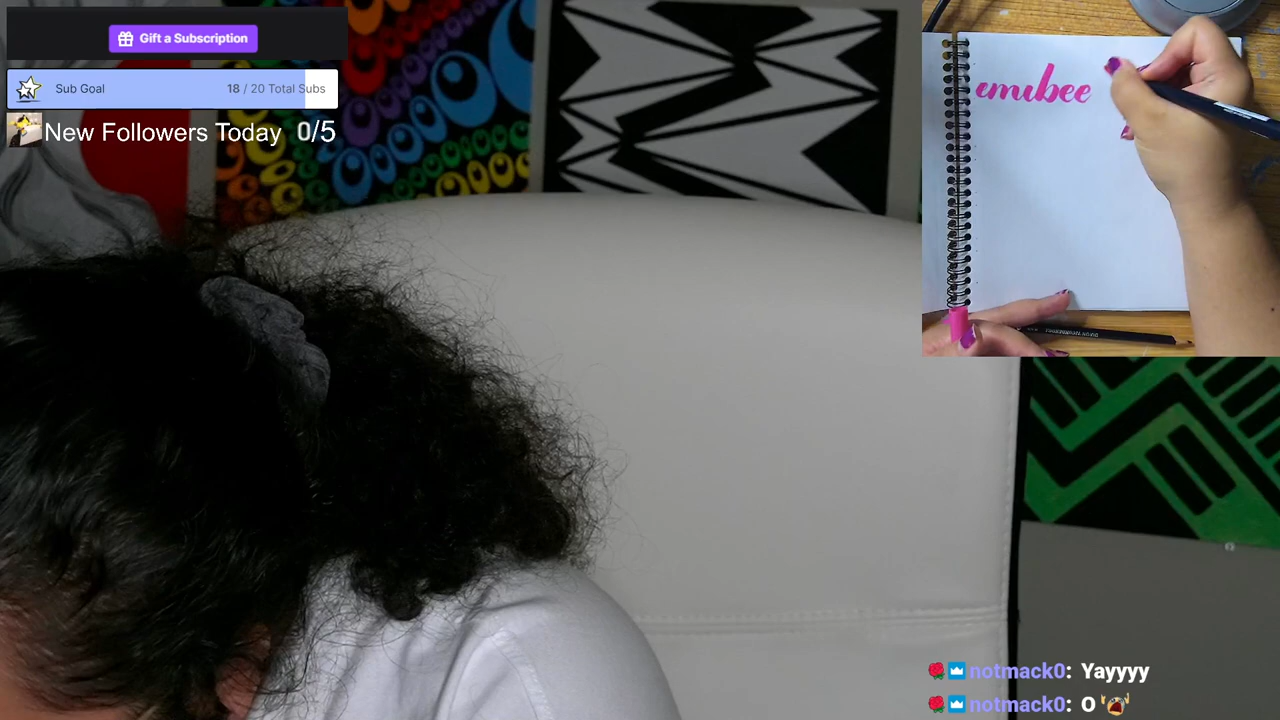 Gift a Subscription
Sub Goal 18 / 20 Total Subs
New Followers Today 0/5
emibee
notmack0: Yayyyy
notmack0: O